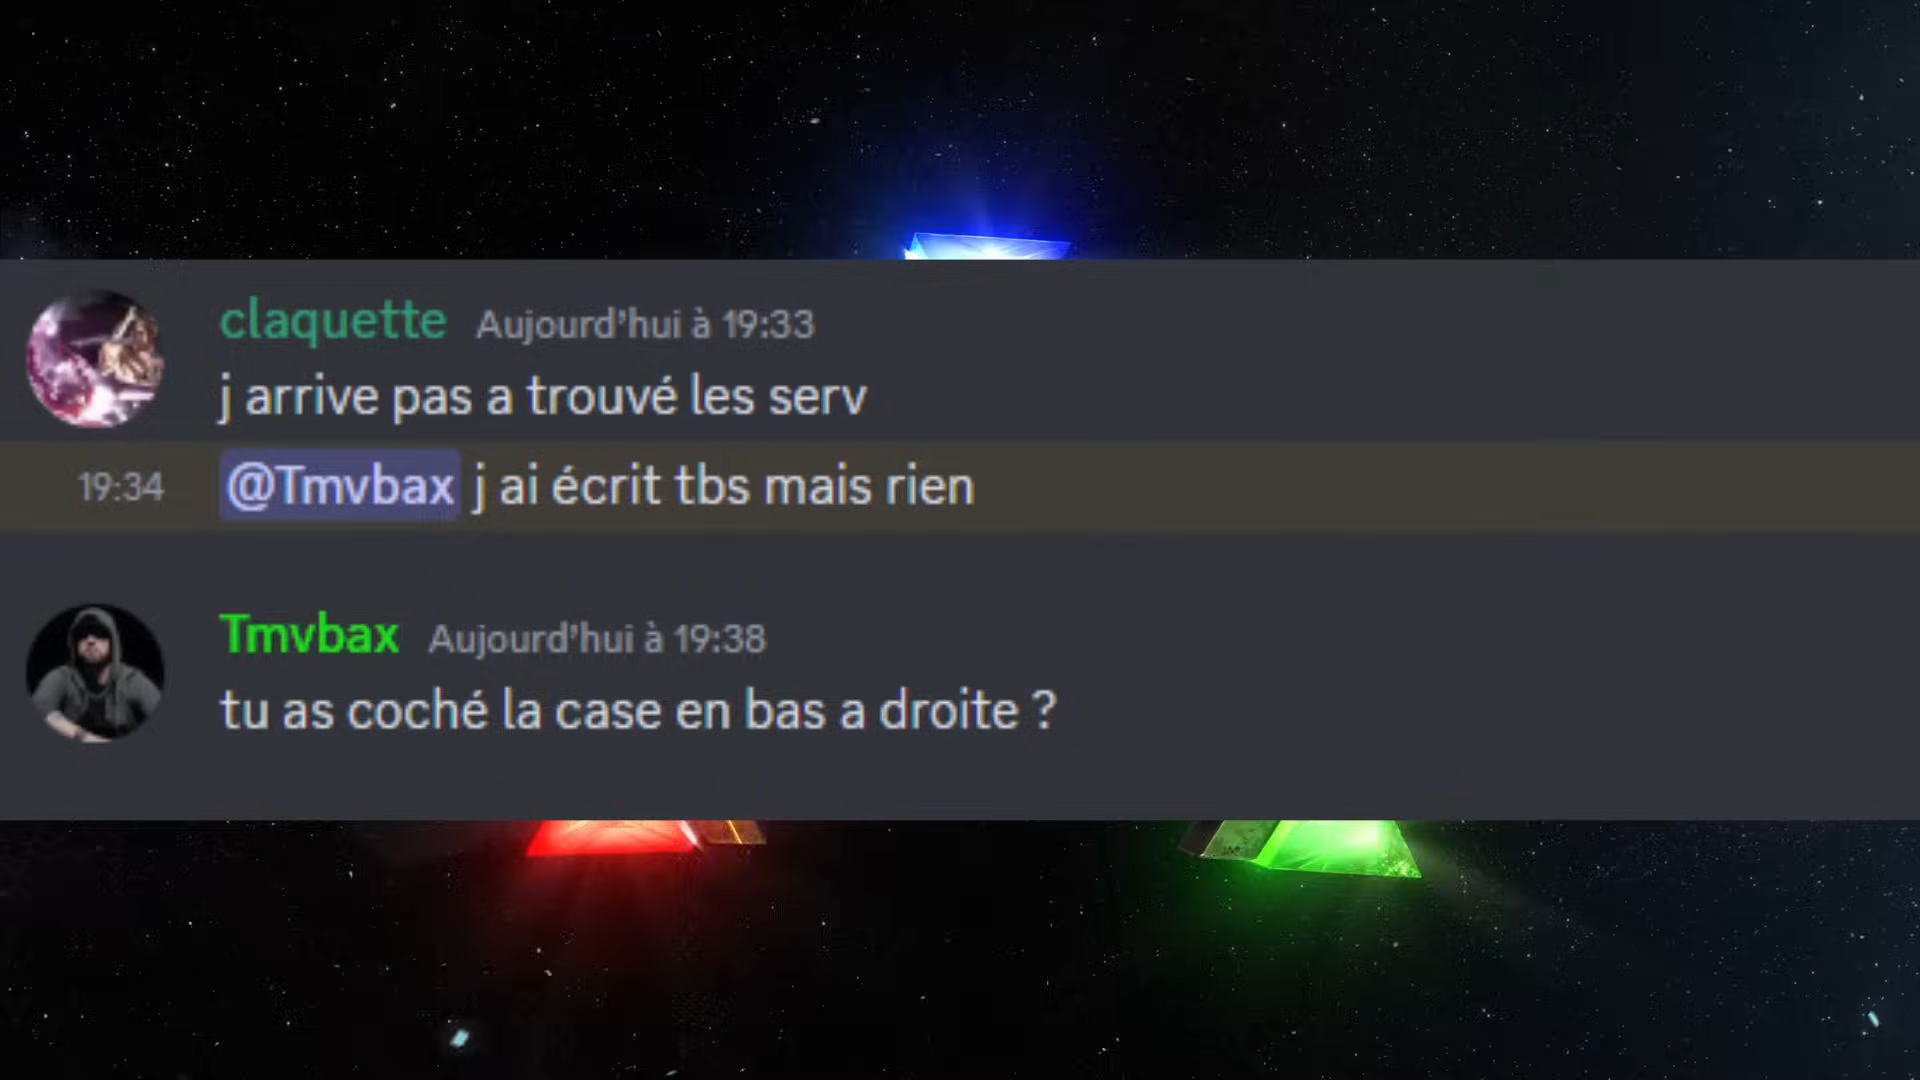 claquette Aujourd'hui à 19:33
j arrive pas a trouvé les serv
19:34 @Tmvbax j ai écrit tbs mais rien
Tmvbax Aujourd'hui à 19:38
tu as coché la case en bas a droite ?